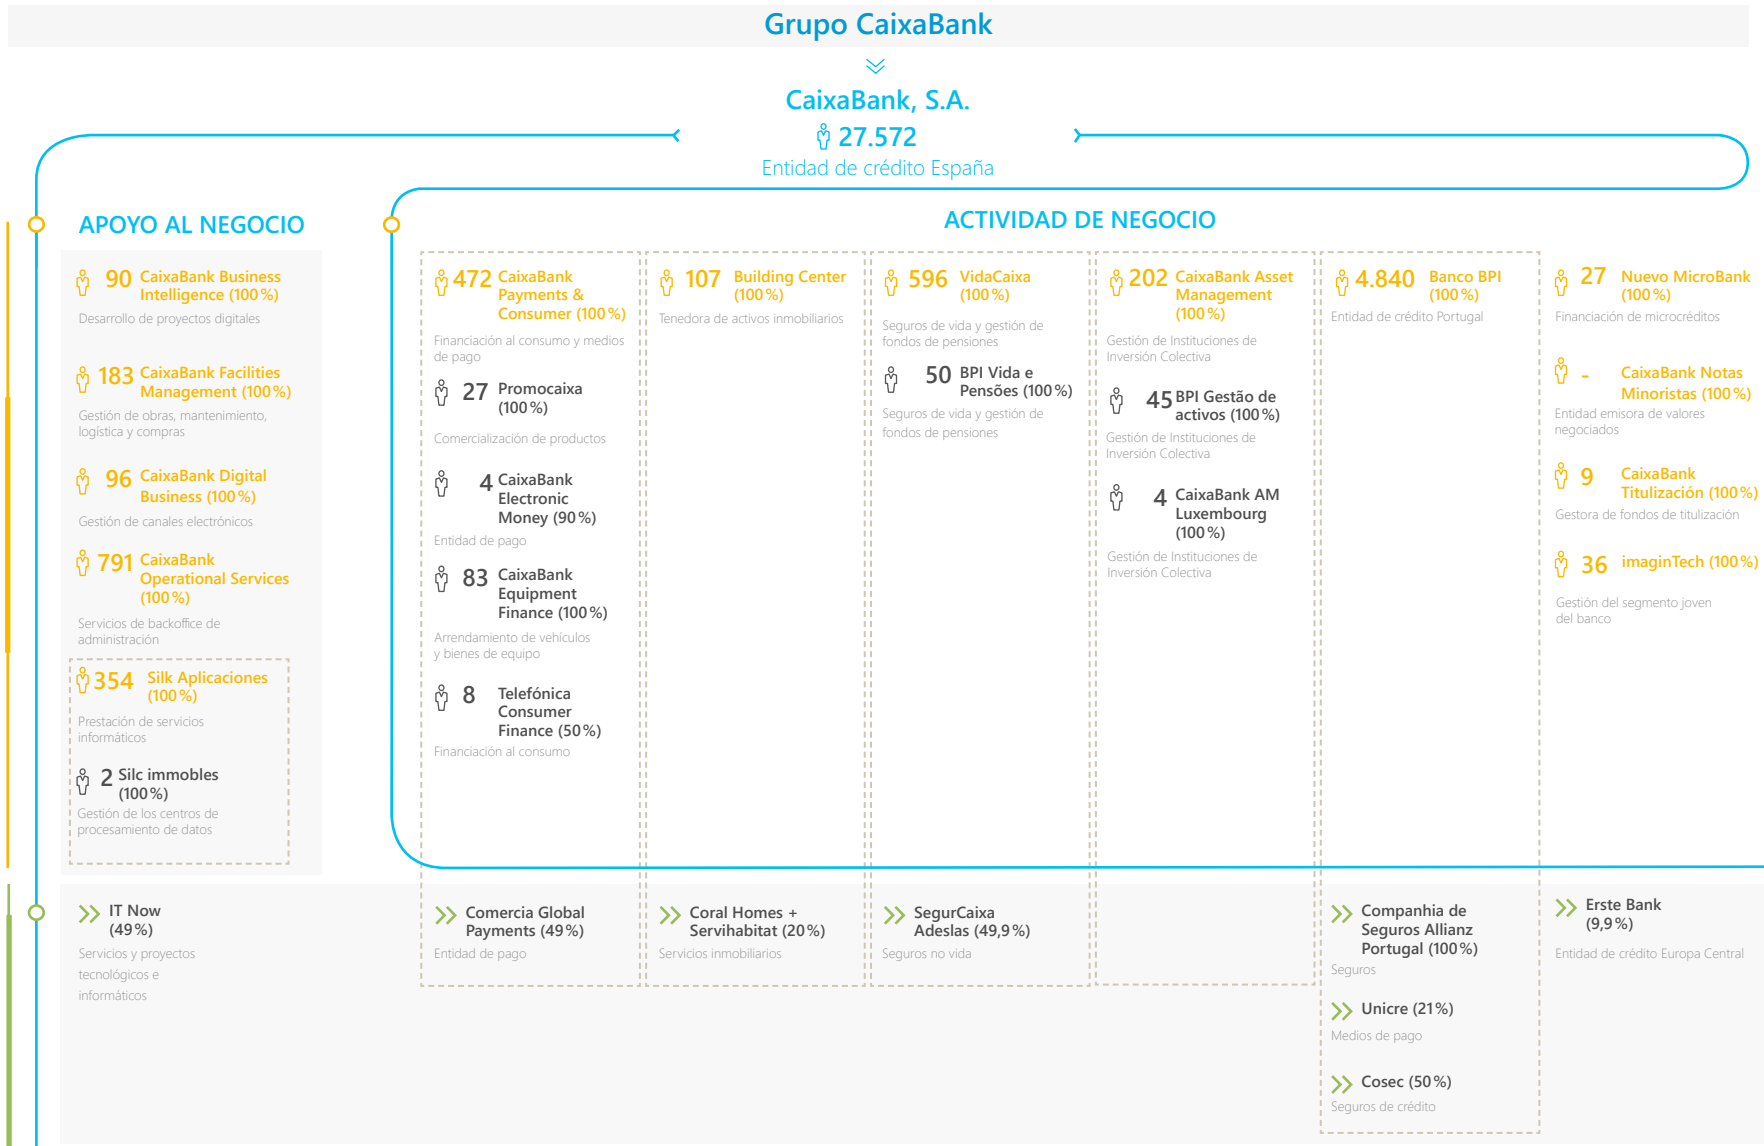 Grupo CaixaBank
CaixaBank, S.A.
27.572
Entidad de crédito España
APOYO AL NEGOCIO
90 CaixaBank Business
Intelligence (100%)
Desarrollo de proyectos digitales
183 CaixaBank Facilities
Management (100%)
Gestión de obras, mantenimiento,
logística y compras
96 CaixaBank Digital
Business (100%)
Gestión de canales electrónicos
791 CaixaBank
Operational Services
(100%)
Servicios de backoffice de
administración
354 Silk Aplicaciones
(100%)
Prestación de servicios
informáticos
2 Silc immobles
(100%)
Gestión de los centros de
procesamiento de datos
ACTIVIDAD DE NEGOCIO
472 CaixaBank
Payments &
Consumer (100%)
Financiación al consumo y medios
de pago
27 Promocaixa
(100%)
Comercialización de productos
4 CaixaBank
Electronic
Money (90%)
Entidad de pago
83 CaixaBank
Equipment
Finance (100%)
Arrendamiento de vehículos
y bienes de equipo
8 Telefónica
Consumer
Finance (50%)
Financiación al consumo
107 Building Center
(100%)
Tenedora de activos inmobiliarios
596 VidaCaixa
(100%)
Seguros de vida y gestión de
fondos de pensiones
50 BPI Vida e
Pensões (100%)
Seguros de vida y gestión de
fondos de pensiones
202 CaixaBank Asset
Management
(100%)
Gestión de Instituciones de
Inversión Colectiva
45 BPI Gestão de
activos (100%)
Gestión de Instituciones de
Inversión Colectiva
4 CaixaBank AM
Luxembourg
(100%)
Gestión de Instituciones de
Inversión Colectiva
4.840 Banco BPI
(100%)
Entidad de crédito Portugal
27 Nuevo MicroBank
(100%)
Financiación de microcréditos
- CaixaBank Notas
Minoristas (100%)
Entidad emisora de valores
negociados
9 CaixaBank
Titulización (100%)
Gestora de fondos de titulización
36 imaginTech (100%)
Gestión del segmento joven
del banco
IT Now
(49%)
Servicios y proyectos
tecnológicos e
informáticos
Comercia Global
Payments (49%)
Entidad de pago
Coral Homes +
Servihabitat (20%)
Servicios inmobiliarios
SegurCaixa
Adeslas (49,9%)
Seguros no vida
Companhia de
Seguros Allianz
Portugal (100%)
Seguros
Unicre (21%)
Medios de pago
Cosec (50%)
Seguros de crédito
Erste Bank
(9,9%)
Entidad de crédito Europa Central